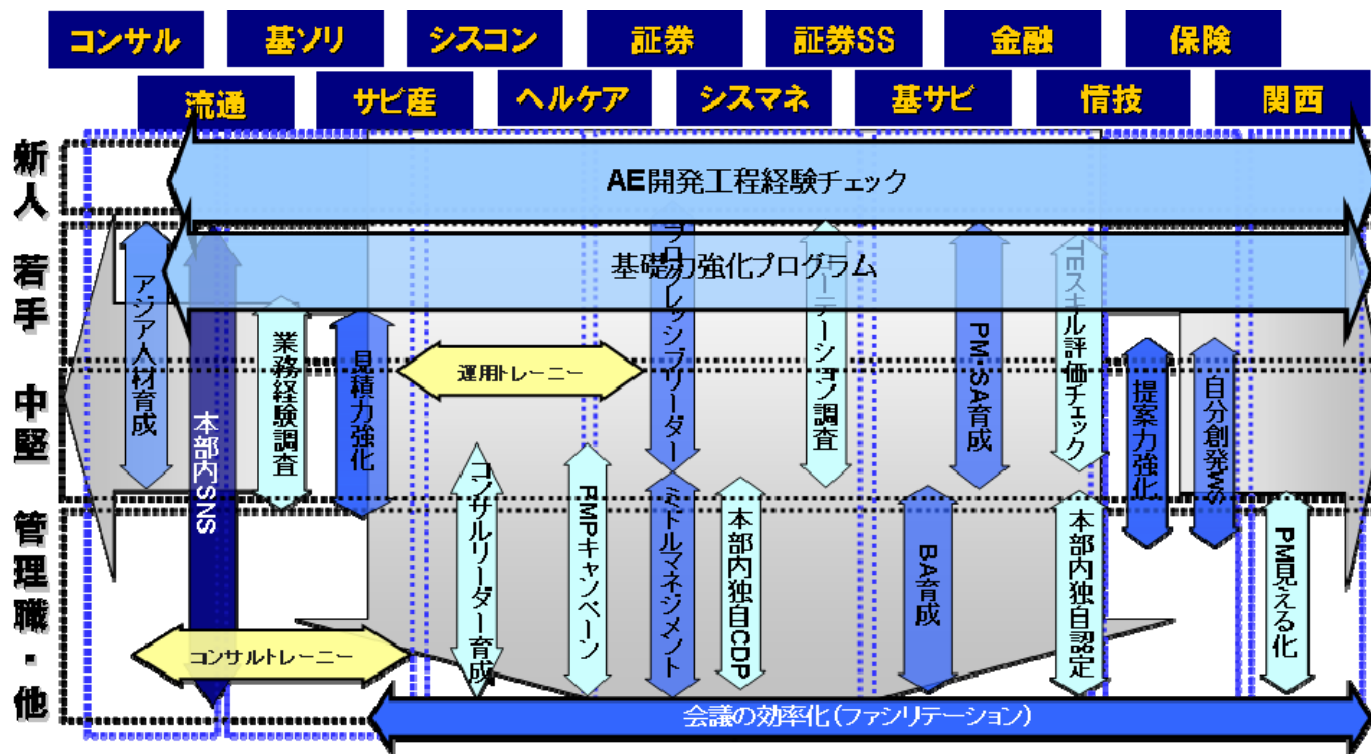 コンサル
基ソリ
シスコン
証券
証券SS
金融
保険
流通
サビ産
ヘルケア
シスマネ
基サビ
情技
関西
新人
若手
中堅
管理職・他
AE開発工程経験チェック
基礎力強化プログラム
アジア人材育成
本部内SNS
業務経験調査
見積力強化
運用トレーニー
コンサルトレーニー
コンサルリーダー育成
PMPキャンペーン
ミドルマネジメント
本部内独自CDP
ーテーション調査
PM・SA育成
BA育成
TEスキル評価チェック
本部内独自認定
提案力強化
自分創発WS
PM見える化
会議の効率化(ファシリテーション)